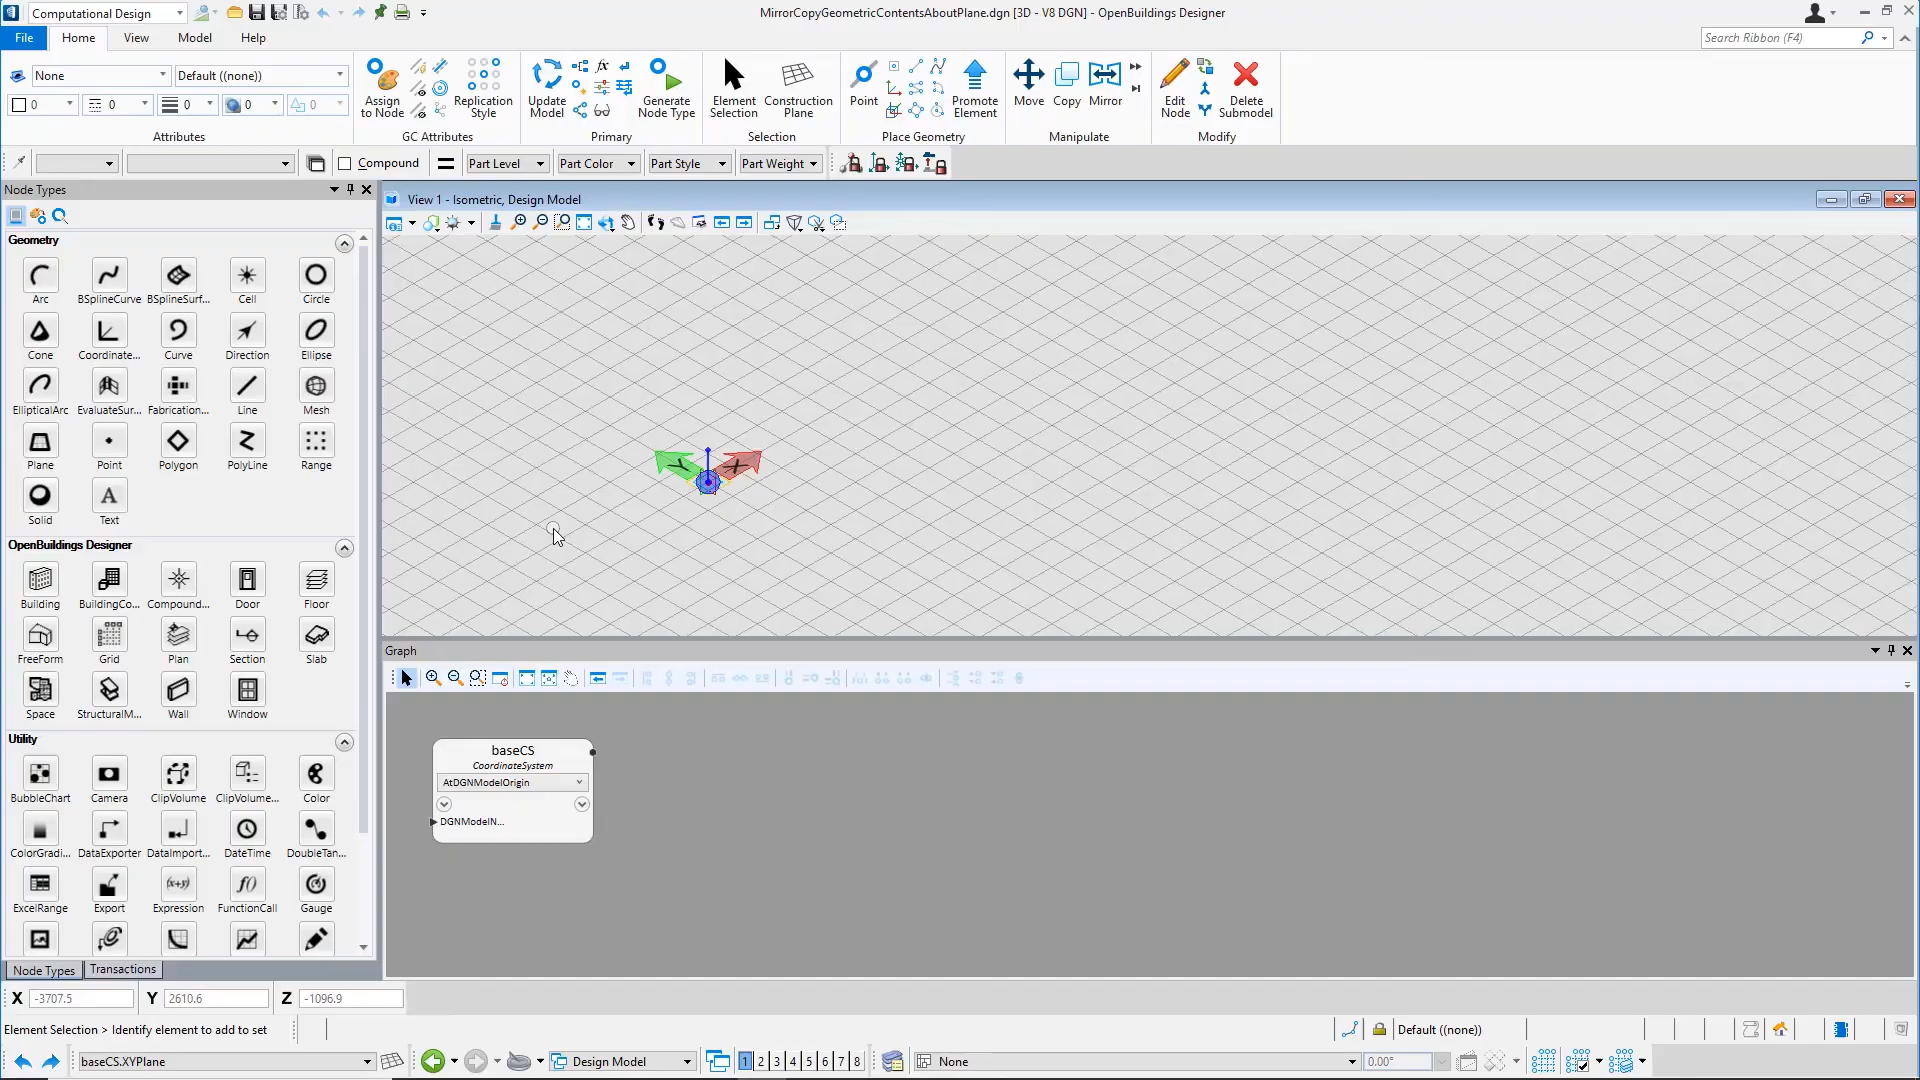 Computational Design
MirrorCopyGeometricContentsAboutPlane.dgn [3D - V8 DGN] - OpenBuildings Designer
File Home View Model Help
Search Ribbon (F4)
None Default ((none))
0 0 0 0 0
Assign to Node
Replication Style
Update Model
fx
Generate Node Type
Element Selection
Construction Plane
Point
Promote Element
Move Copy Mirror
Edit Node
Delete Submodel
Attributes GC Attributes Primary Selection Place Geometry Manipulate Modify
Compound Part Level Part Color Part Style Part Weight
Node Types
View 1 - Isometric, Design Model
Geometry
Arc BSplineCurve BSplineSurf... Cell Circle
Cone Coordinate... Curve Direction Ellipse
EllipticalArc EvaluateSur... Fabrication... Line Mesh
Plane Point Polygon PolyLine Range
Solid Text
Y X
OpenBuildings Designer
Building BuildingCo... Compound... Door Floor
FreeForm Grid Plan Section Slab
Space StructuralM... Wall Window
Utility
BubbleChart Camera ClipVolume ClipVolume... Color
ColorGradi... DataExporter DataImport... DateTime DoubleTan...
(x+y) f()
ExcelRange Export Expression FunctionCall Gauge
Graph
baseCS
CoordinateSystem
AtDGNModelOrigin
DGNModelN...
Node Types Transactions
X -3707.5 Y 2610.6 Z -1096.9
Element Selection > Identify element to add to set
Default ((none))
baseCS.XYPlane
Design Model
1 2 3 4 5 6 7 8
None
0.00°